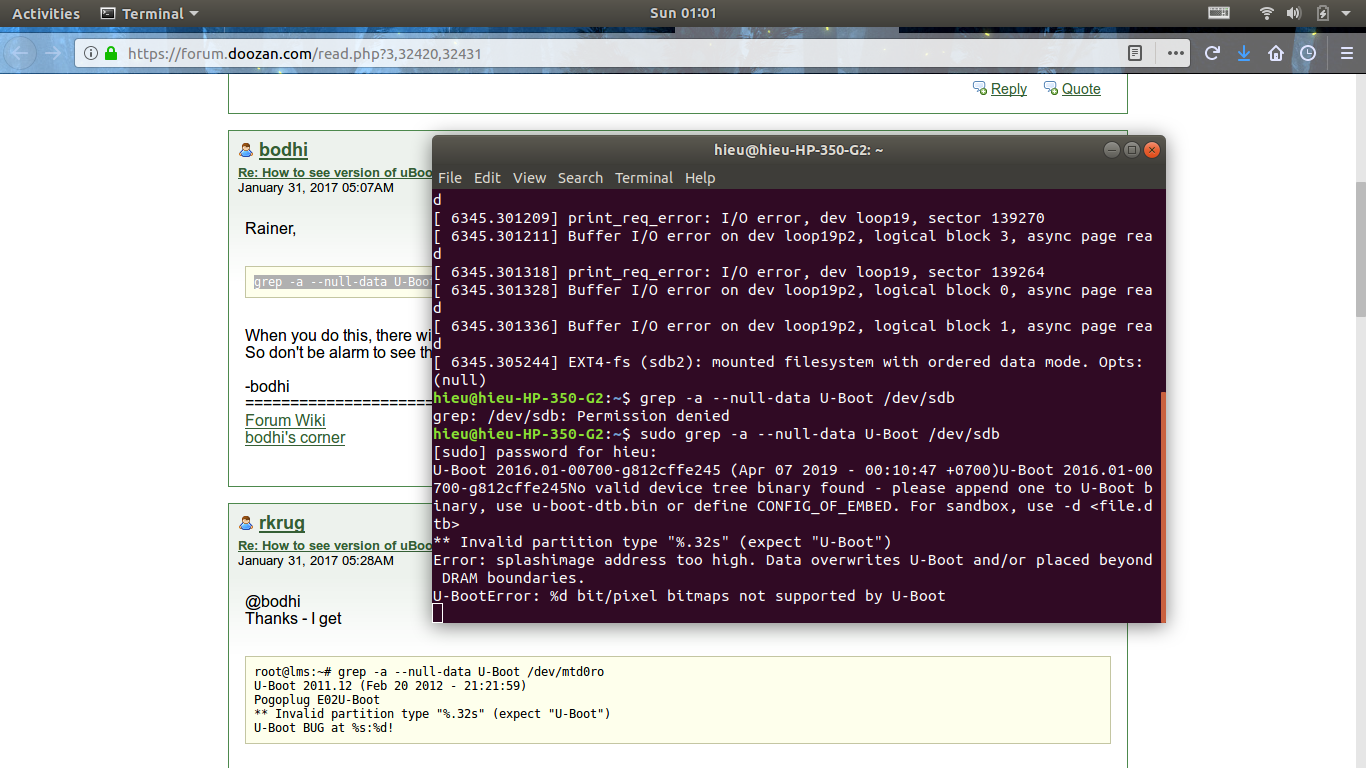 Activities
Terminal
Sun 01:01
https://forum.doozan.com/read.php?3,32420,32431
Reply
Quote
bodhi
Re: How to see version of uBoo
January 31, 2017 05:07AM
Rainer,
grep -a --null-data U-Boot
When you do this, there wi
So don't be alarm to see th
-bodhi
======================
Forum Wiki
bodhi's corner
rkrug
Re: How to see version of uBoo
January 31, 2017 05:28AM
@bodhi
Thanks - I get
root@lms:~# grep -a --null-data U-Boot /dev/mtd0ro
U-Boot 2011.12 (Feb 20 2012 - 21:21:59)
Pogoplug E02U-Boot
** Invalid partition type "%.32s" (expect "U-Boot")
U-Boot BUG at %s:%d!
hieu@hieu-HP-350-G2: ~
File Edit View Search Terminal Help
d
[ 6345.301209] print_req_error: I/O error, dev loop19, sector 139270
[ 6345.301211] Buffer I/O error on dev loop19p2, logical block 3, async page rea
d
[ 6345.301318] print_req_error: I/O error, dev loop19, sector 139264
[ 6345.301328] Buffer I/O error on dev loop19p2, logical block 0, async page rea
d
[ 6345.301336] Buffer I/O error on dev loop19p2, logical block 1, async page rea
d
[ 6345.305244] EXT4-fs (sdb2): mounted filesystem with ordered data mode. Opts:
(null)
hieu@hieu-HP-350-G2:~$ grep -a --null-data U-Boot /dev/sdb
grep: /dev/sdb: Permission denied
hieu@hieu-HP-350-G2:~$ sudo grep -a --null-data U-Boot /dev/sdb
[sudo] password for hieu:
U-Boot 2016.01-00700-g812cffe245 (Apr 07 2019 - 00:10:47 +0700)U-Boot 2016.01-00
700-g812cffe245No valid device tree binary found - please append one to U-Boot b
inary, use u-boot-dtb.bin or define CONFIG_OF_EMBED. For sandbox, use -d <file.d
tb>
** Invalid partition type "%.32s" (expect "U-Boot")
Error: splashimage address too high. Data overwrites U-Boot and/or placed beyond
DRAM boundaries.
U-BootError: %d bit/pixel bitmaps not supported by U-Boot